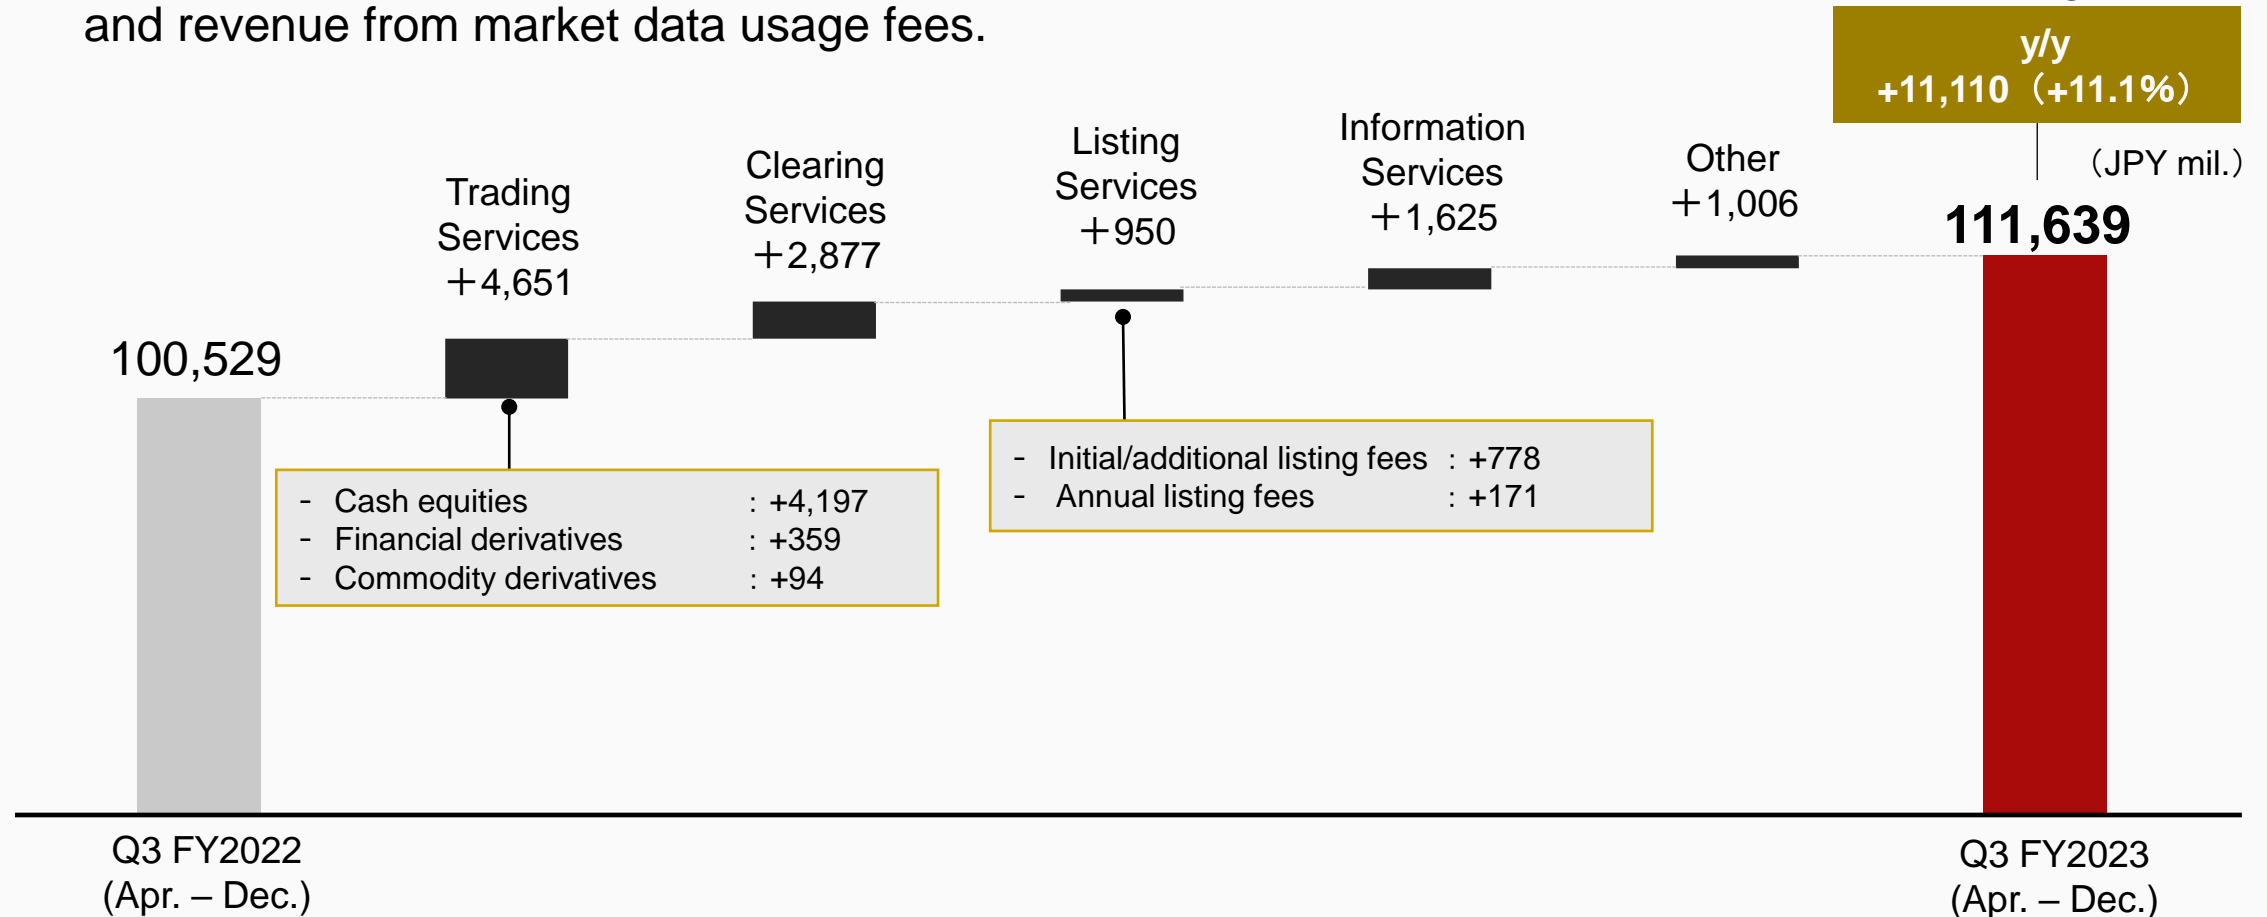 and revenue from market data usage fees.
y/y
+11,110（+11.1%）
（JPY mil.）
100,529
Trading
Services
＋4,651
Clearing
Services
＋2,877
Listing
Services
＋950
Information
Services
＋1,625
Other
＋1,006
111,639
- Cash equities : +4,197
- Financial derivatives : +359
- Commodity derivatives : +94
- Initial/additional listing fees : +778
- Annual listing fees : +171
Q3 FY2022
(Apr. – Dec.)
Q3 FY2023
(Apr. – Dec.)